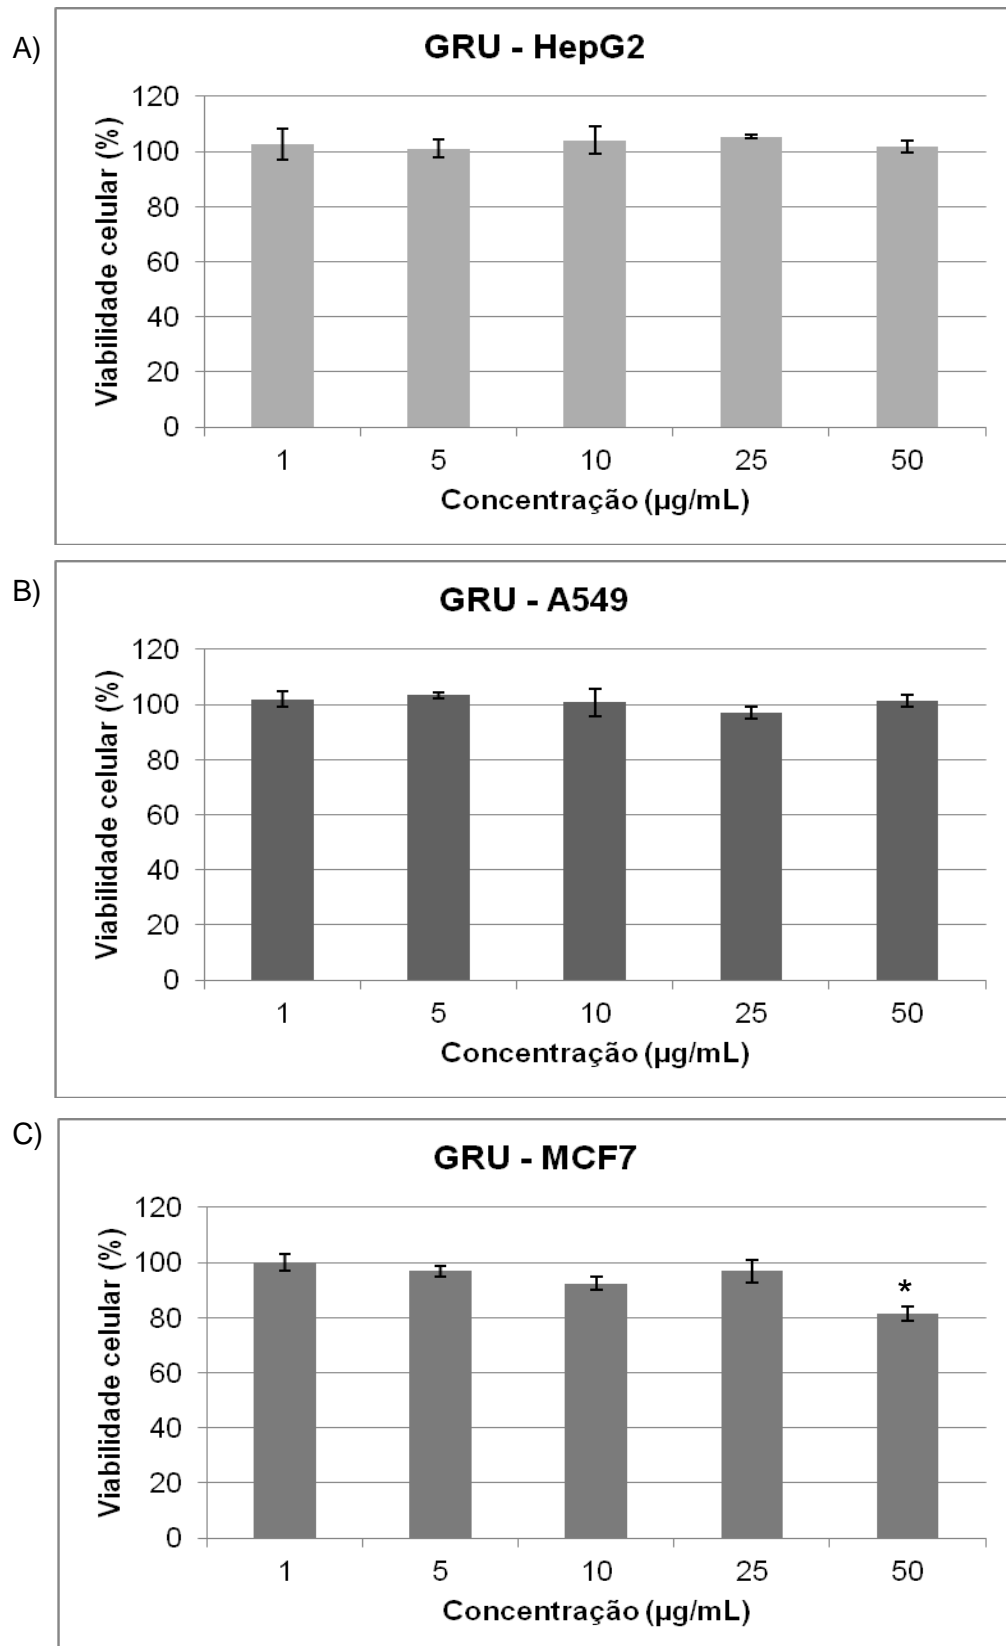 A)
GRU - HepG2
120
100
80
60
40
20
0
Viabilidade celular (%)
1 5 10 25 50
Concentração (µg/mL)
B)
GRU - A549
120
100
80
60
40
20
0
Viabilidade celular (%)
1 5 10 25 50
Concentração (µg/mL)
C)
GRU - MCF7
120
100
80
60
40
20
0
Viabilidade celular (%)
*
1 5 10 25 50
Concentração (µg/mL)